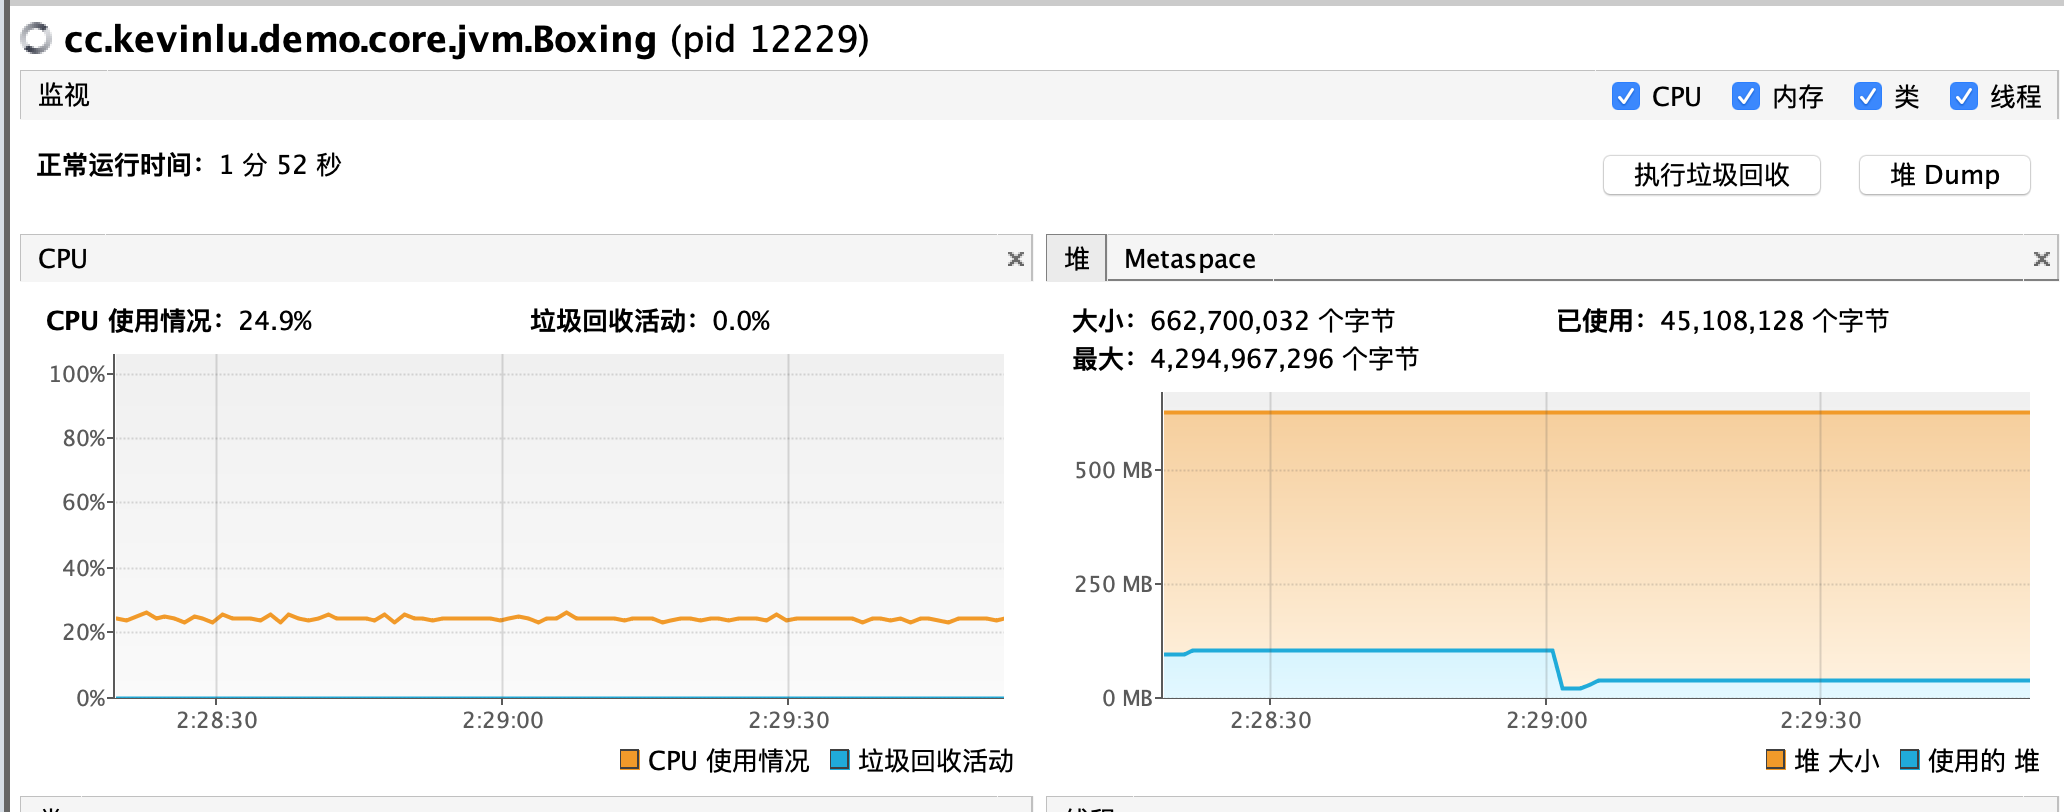 cc.kevinlu.demo.core.jvm.Boxing (pid 12229)
监视
CPU 内存 类 线程
正常运行时间: 1 分 52 秒
执行垃圾回收 堆 Dump
CPU
CPU 使用情况: 24.9% 垃圾回收活动: 0.0%
100%
80%
60%
40%
20%
0%
2:28:30 2:29:00 2:29:30
CPU 使用情况 垃圾回收活动
堆 Metaspace
大小: 662,700,032 个字节 已使用: 45,108,128 个字节
最大: 4,294,967,296 个字节
500 MB
250 MB
0 MB
2:28:30 2:29:00 2:29:30
堆 大小 使用的 堆